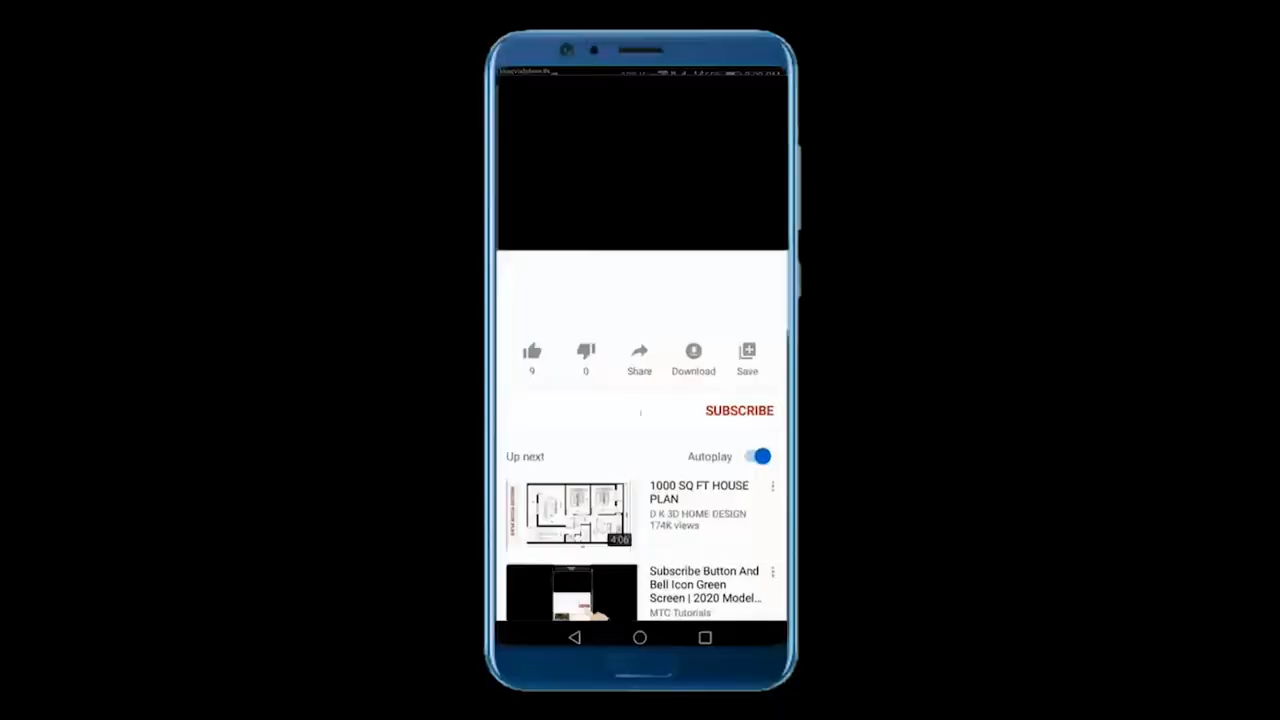 9
0
Share
Download
Save
SUBSCRIBE
Up next
Autoplay
1000 SQ FT HOUSE
PLAN
D K 3D HOME DESIGN
174K views
4:06
Subscribe Button And
Bell Icon Green
Screen | 2020 Model...
MTC Tutorials